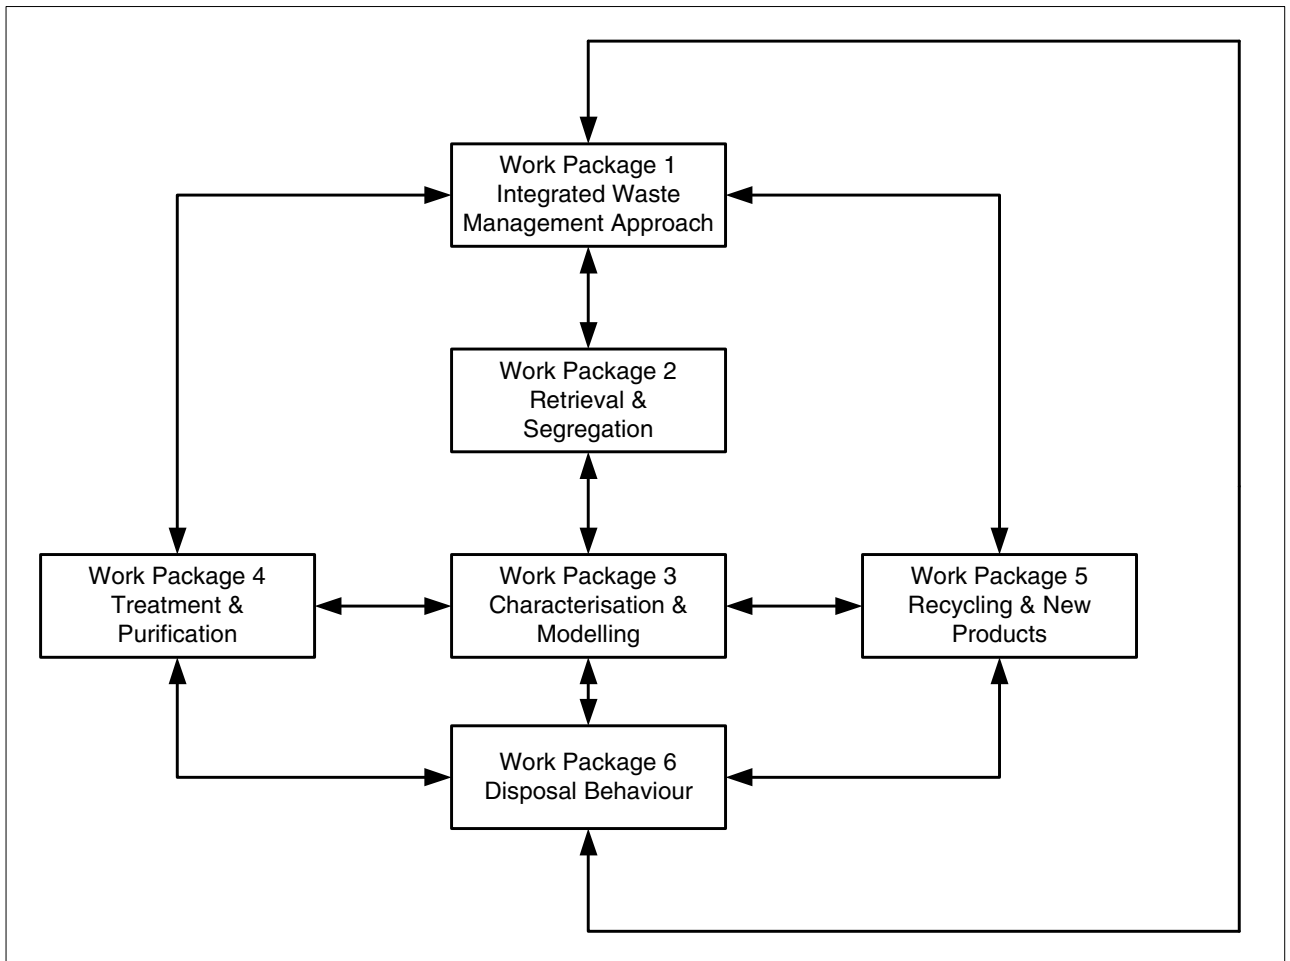 Work Package 1
Integrated Waste
Management Approach
Work Package 2
Retrieval &
Segregation
Work Package 4
Treatment &
Purification
Work Package 3
Characterisation &
Modelling
Work Package 5
Recycling & New
Products
Work Package 6
Disposal Behaviour